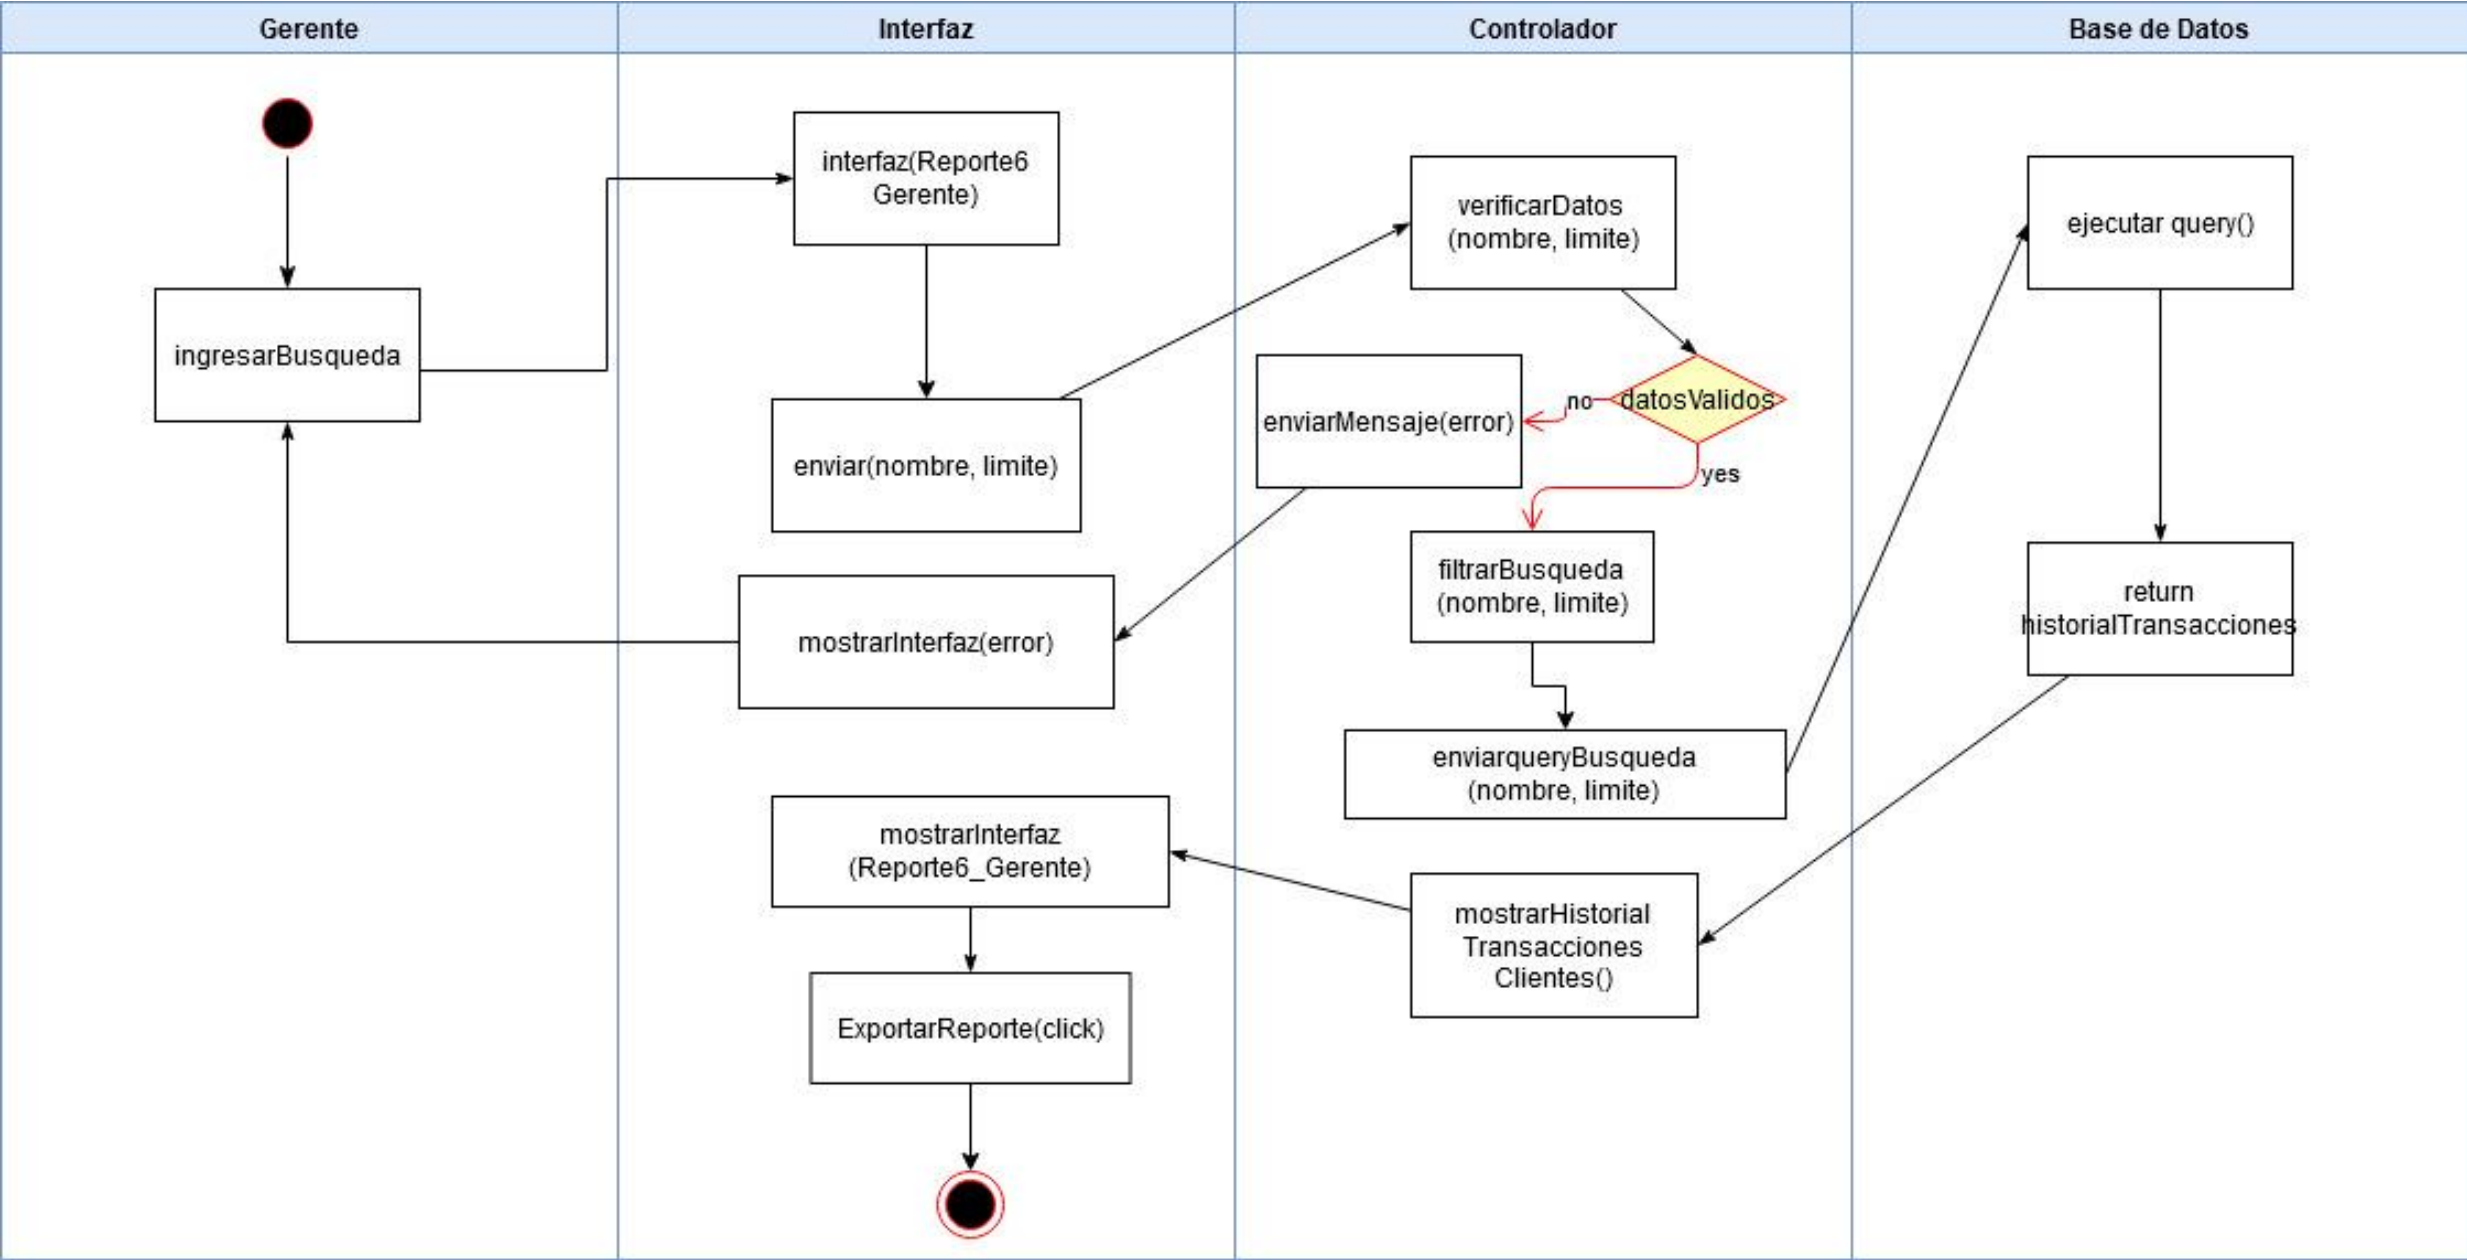 Gerente
Interfaz
Controlador
Base de Datos
ingresarBusqueda
interfaz(Reporte6
Gerente)
enviar(nombre, limite)
mostrarInterfaz(error)
mostrarInterfaz
(Reporte6_Gerente)
ExportarReporte(click)
verificarDatos
(nombre, limite)
datosValidos
no
enviarMensaje(error)
yes
filtrarBusqueda
(nombre, limite)
enviarqueryBusqueda
(nombre, limite)
mostrarHistorial
Transacciones
Clientes()
ejecutar query()
return
historialTransacciones